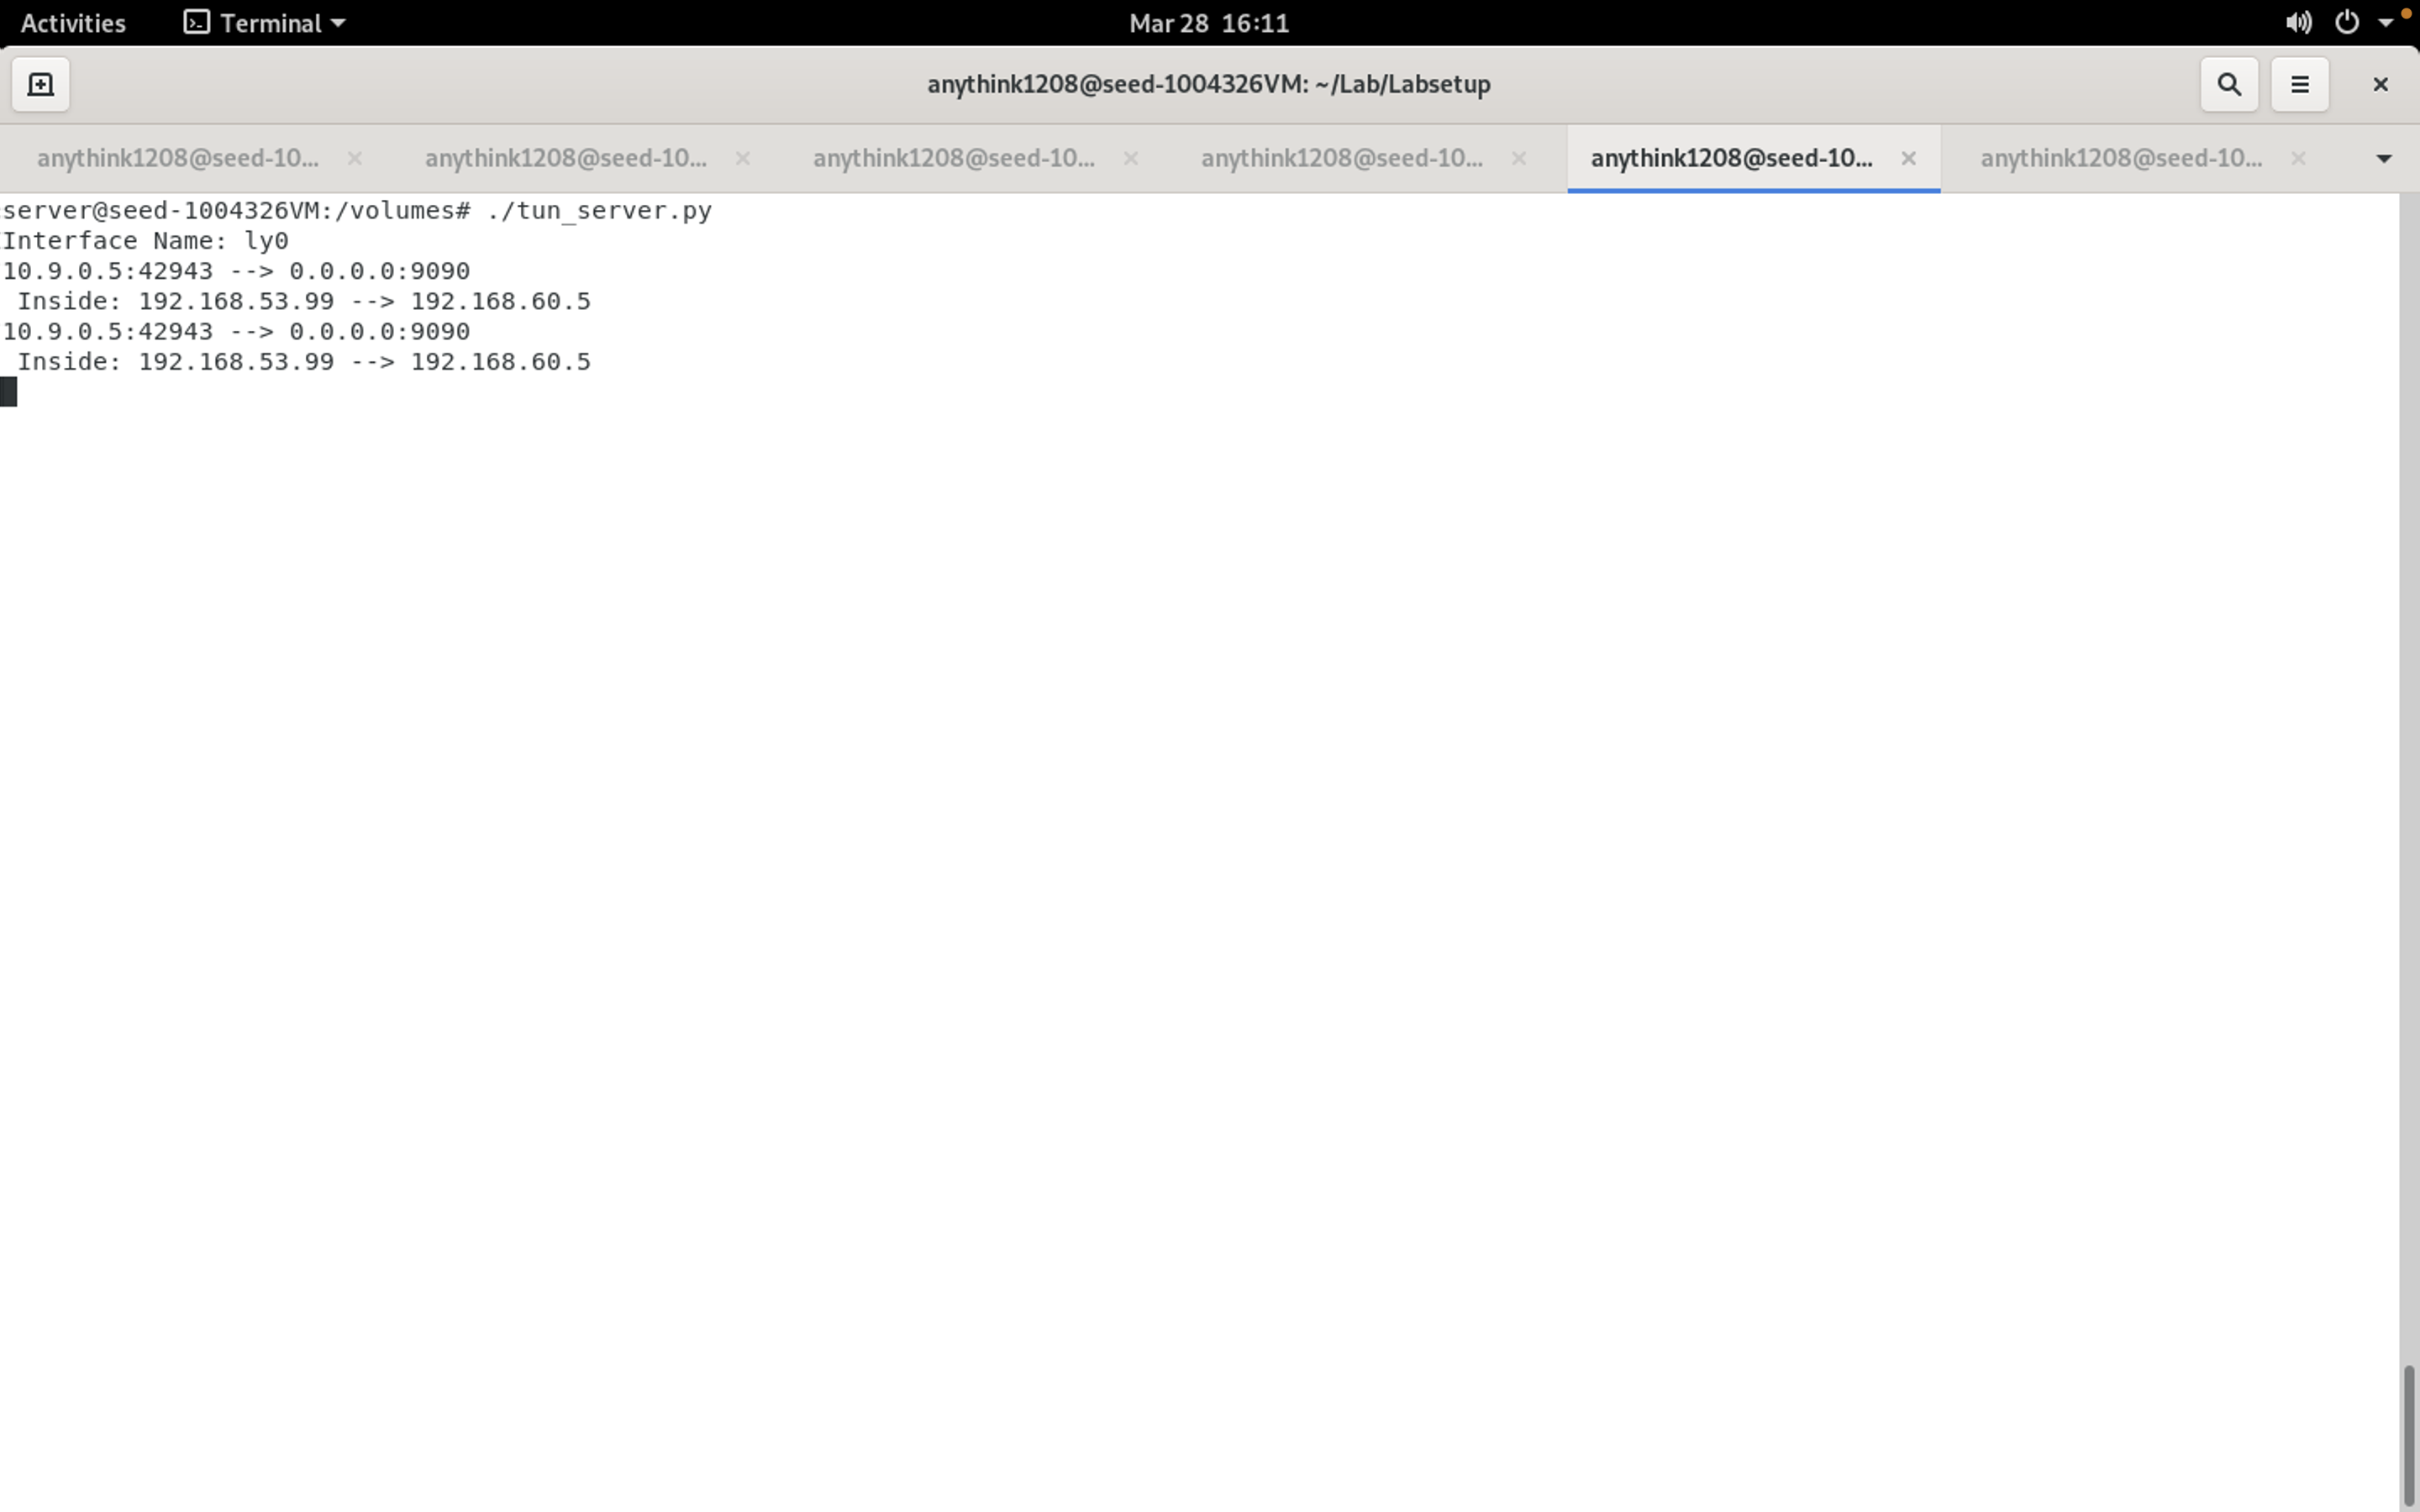 Activities Terminal Mar 28 16:11
anythink1208@seed-1004326VM: ~/Lab/Labsetup
anythink1208@seed-10... anythink1208@seed-10... anythink1208@seed-10... anythink1208@seed-10... anythink1208@seed-10... anythink1208@seed-10...
server@seed-1004326VM:/volumes# ./tun_server.py
Interface Name: ly0
10.9.0.5:42943 --> 0.0.0.0:9090
 Inside: 192.168.53.99 --> 192.168.60.5
10.9.0.5:42943 --> 0.0.0.0:9090
 Inside: 192.168.53.99 --> 192.168.60.5